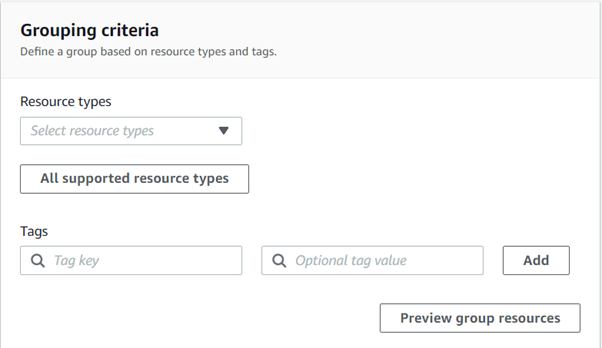 Grouping criteria
Define a group based on resource types and tags.
Resource types
Select resource types
All supported resource types
Tags
Tag key
Optional tag value
Add
Preview group resources